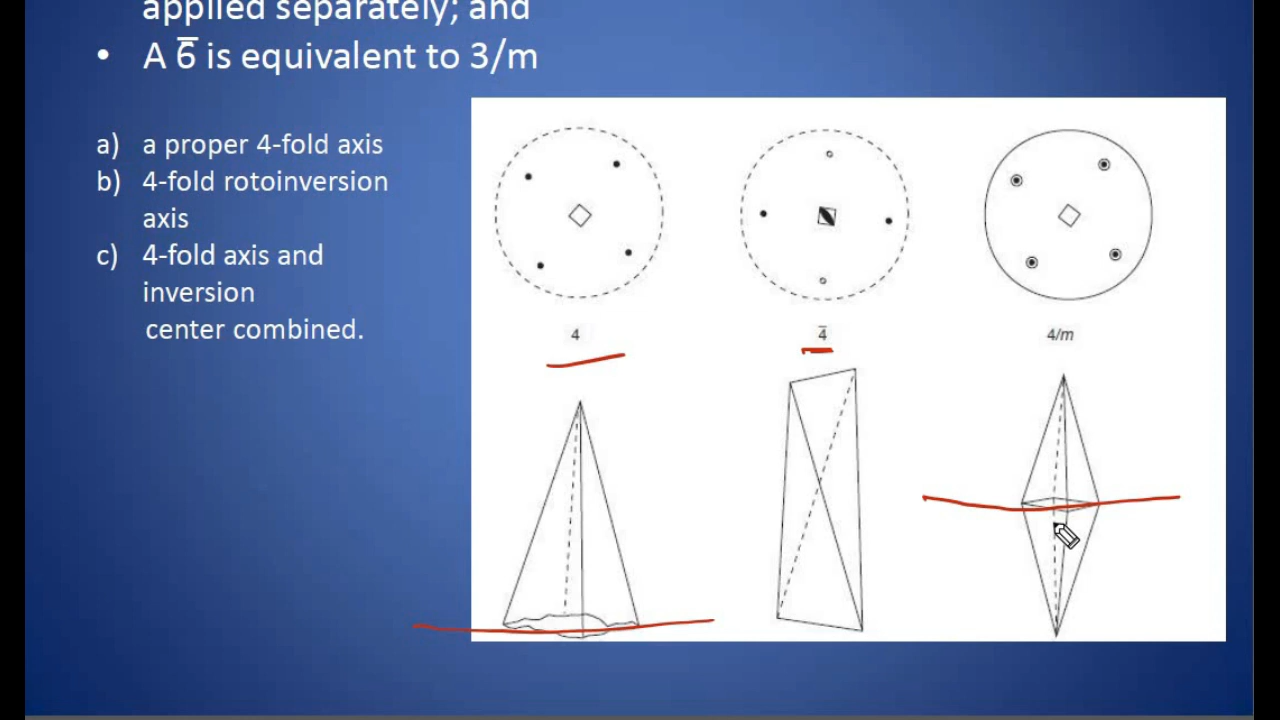 applied separately; and
• A 6̅ is equivalent to 3/m
a) a proper 4-fold axis
b) 4-fold rotoinversion
axis
c) 4-fold axis and
inversion
center combined.
4 4̅ 4/m